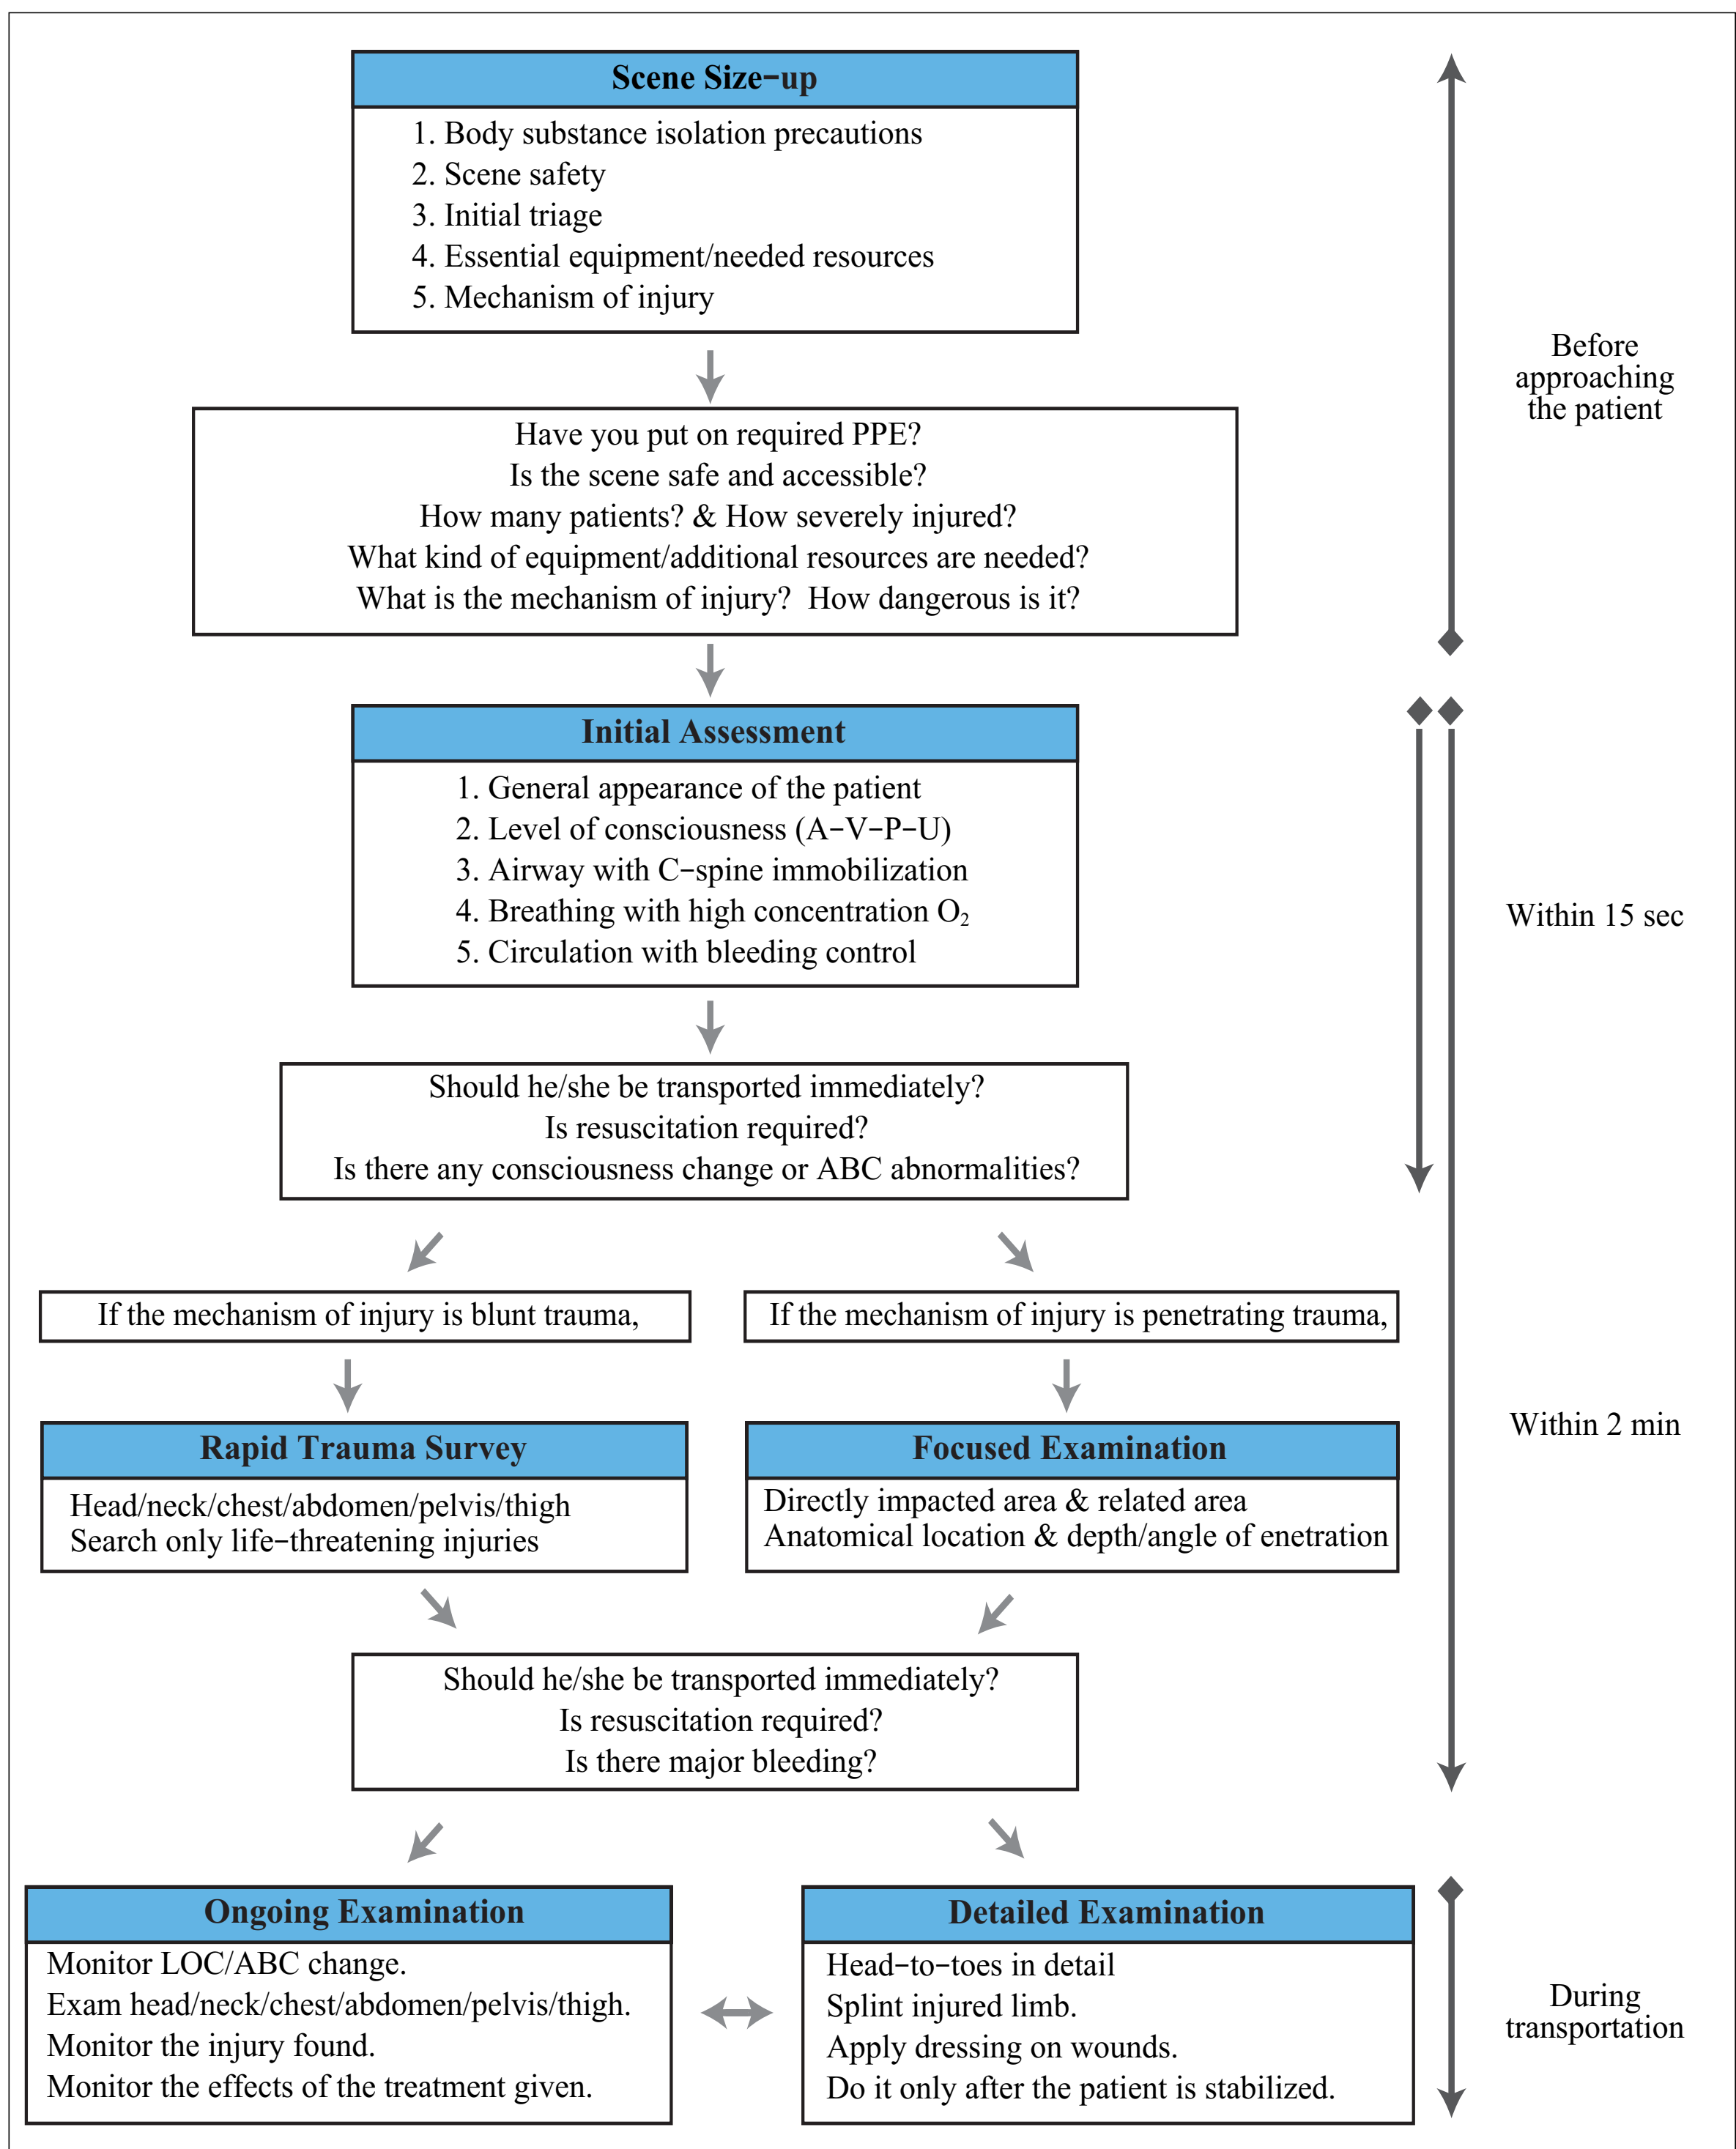 Scene Size-up
1. Body substance isolation precautions
2. Scene safety
3. Initial triage
4. Essential equipment/needed resources
5. Mechanism of injury
Before
approaching
the patient
Have you put on required PPE?
Is the scene safe and accessible?
How many patients? & How severely injured?
What kind of equipment/additional resources are needed?
What is the mechanism of injury? How dangerous is it?
Initial Assessment
1. General appearance of the patient
2. Level of consciousness (A-V-P-U)
3. Airway with C-spine immobilization
4. Breathing with high concentration O₂
5. Circulation with bleeding control
Within 15 sec
Should he/she be transported immediately?
Is resuscitation required?
Is there any consciousness change or ABC abnormalities?
If the mechanism of injury is blunt trauma,
If the mechanism of injury is penetrating trauma,
Rapid Trauma Survey
Head/neck/chest/abdomen/pelvis/thigh
Search only life-threatening injuries
Focused Examination
Directly impacted area & related area
Anatomical location & depth/angle of enetration
Within 2 min
Should he/she be transported immediately?
Is resuscitation required?
Is there major bleeding?
Ongoing Examination
Monitor LOC/ABC change.
Exam head/neck/chest/abdomen/pelvis/thigh.
Monitor the injury found.
Monitor the effects of the treatment given.
Detailed Examination
Head-to-toes in detail
Splint injured limb.
Apply dressing on wounds.
Do it only after the patient is stabilized.
During
transportation